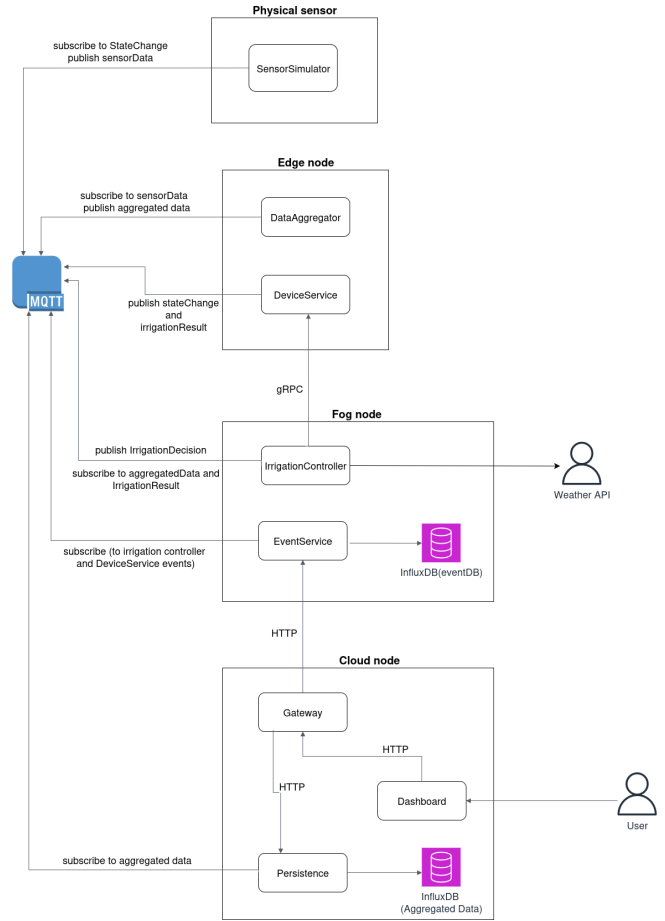 Physical sensor
subscribe to StateChange
publish sensorData
SensorSimulator
Edge node
subscribe to sensorData
publish aggregated data
DataAggregator
DeviceService
MQTT
publish stateChange
and
irrigationResult
gRPC
Fog node
publish IrrigationDecision
IrrigationController
subscribe to aggregatedData and
IrrigationResult
Weather API
EventService
subscribe (to irrigation controller
and DeviceService events)
InfluxDB(eventDB)
HTTP
Cloud node
Gateway
HTTP
HTTP
Dashboard
User
subscribe to aggregated data
Persistence
InfluxDB
(Aggregated Data)